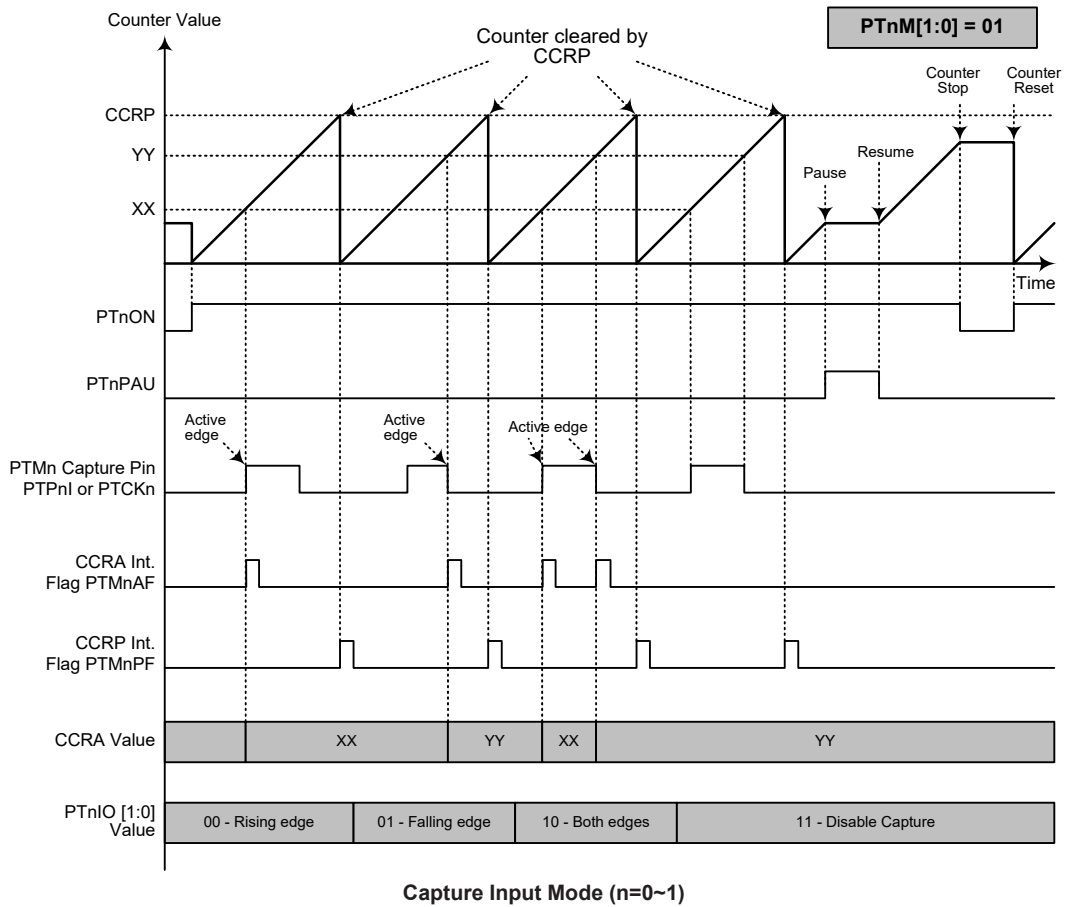 Counter Value
PTnM[1:0] = 01
Counter cleared by
CCRP
Counter
Stop
Counter
Reset
CCRP
YY
XX
Pause
Resume
Time
PTnON
PTnPAU
Active
edge
Active
edge
Active edge
PTMn Capture Pin
PTPnI or PTCKn
CCRA Int.
Flag PTMnAF
CCRP Int.
Flag PTMnPF
CCRA Value
XX
YY
XX
YY
PTnIO [1:0]
Value
00 - Rising edge
01 - Falling edge
10 - Both edges
11 - Disable Capture
Capture Input Mode (n=0~1)